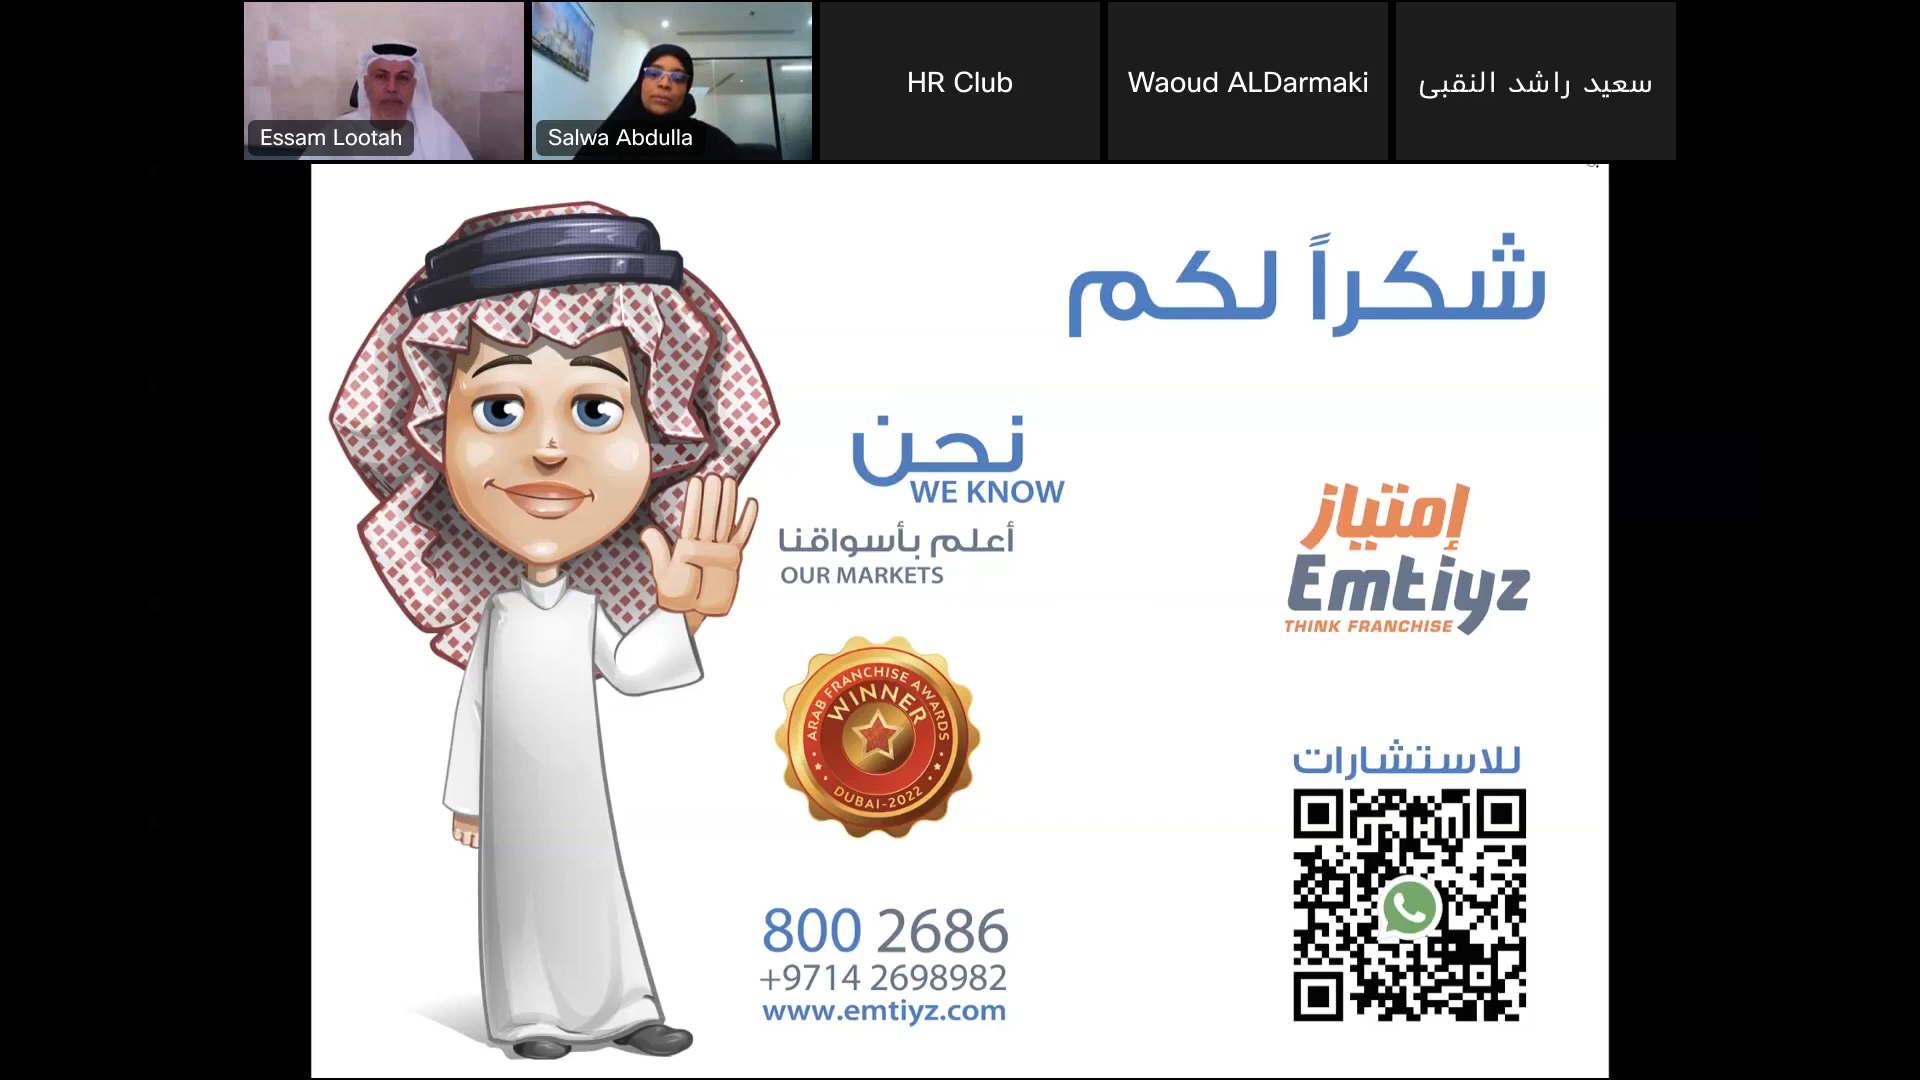 Essam Lootah
Salwa Abdulla
HR Club
Waoud ALDarmaki
سعيد راشد النقبى
شكراً لكم
نحن
WE KNOW
أعلم بأسواقنا
OUR MARKETS
إمتياز
Emtiyz
THINK FRANCHISE
ARAB FRANCHISE AWARDS
WINNER
DUBAI-2022
للاستشارات
800 2686
+9714 2698982
www.emtiyz.com